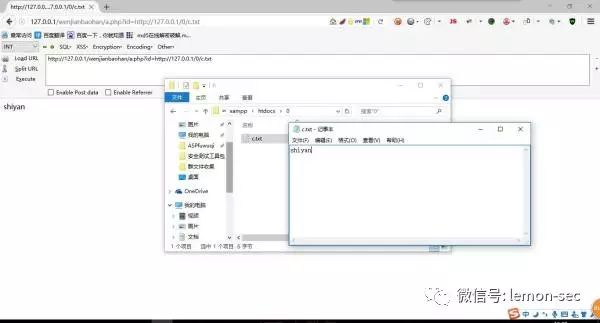 http://127.0.0....7.0.0.1/0/c.txt
127.0.0.1/wenjianbaohan/a.php?id=http://127.0.0.1/0/c.txt
最常访问 百度翻译 百度一下，你就知道 md5在线解密破解,m...
INT SQL- XSS- Encryption- Encoding- Other-
Load URL http://127.0.0.1/wenjianbaohan/a.php?id=http://127.0.0.1/0/c.txt
Split URL
Execute
Enable Post data Enable Referrer
shiyan
文件 主页 共享 查看
xampp htdocs 0 搜索"0"
图片 名称
我的电脑 c.txt
ASPfuwuqi
安全测试工具包
群文件收集
桌面
OneDrive
我的电脑
视频
图片
文档
1 个项目 选中 1 个项目 6 字节
c.txt - 记事本
文件(F) 编辑(E) 格式(O) 查看(V) 帮助(H)
shiyan
微信号: lemon-sec